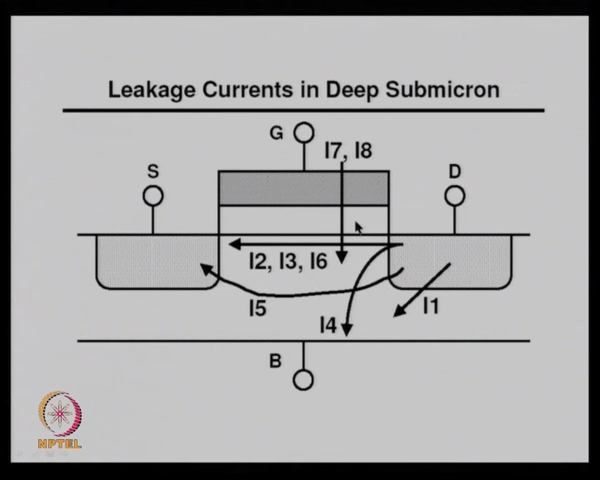 Leakage Currents in Deep Submicron
G
I7, I8
S
D
I2, I3, I6
I5
I1
I4
B
NPTEL